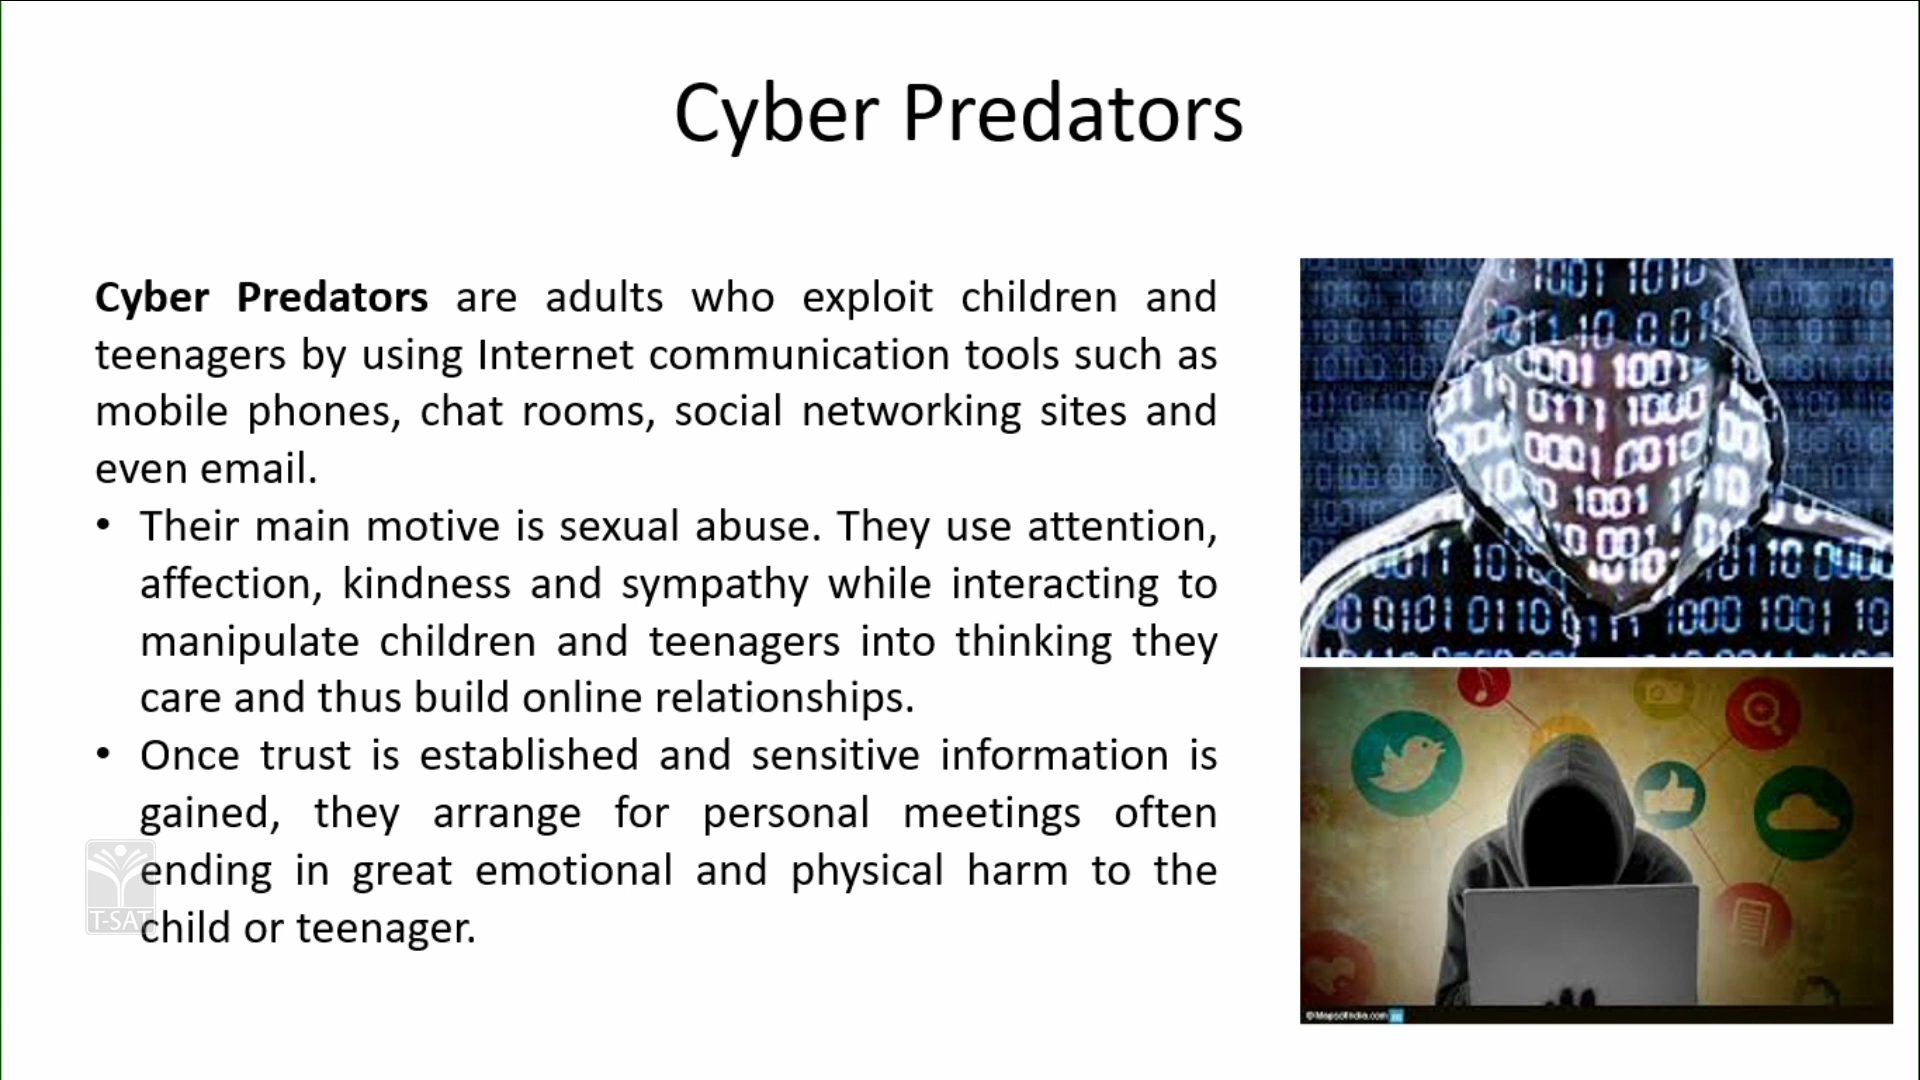 Cyber Predators
Cyber Predators are adults who exploit children and
teenagers by using Internet communication tools such as
mobile phones, chat rooms, social networking sites and
even email.
• Their main motive is sexual abuse. They use attention,
affection, kindness and sympathy while interacting to
manipulate children and teenagers into thinking they
care and thus build online relationships.
• Once trust is established and sensitive information is
gained, they arrange for personal meetings often
ending in great emotional and physical harm to the
child or teenager.
T-SAT
© MapsofIndia.com